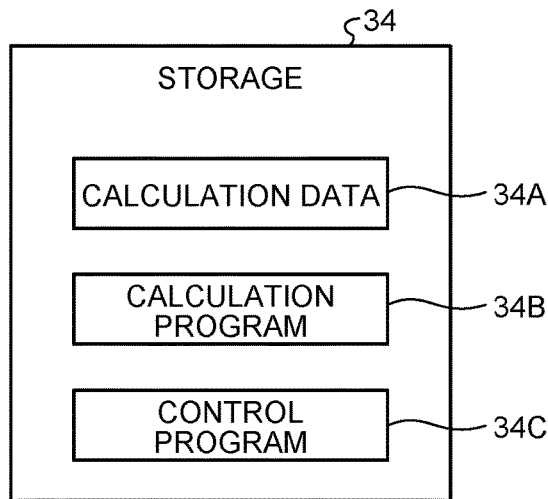 34
STORAGE
CALCULATION DATA
34A
CALCULATION
PROGRAM
34B
CONTROL
PROGRAM
34C